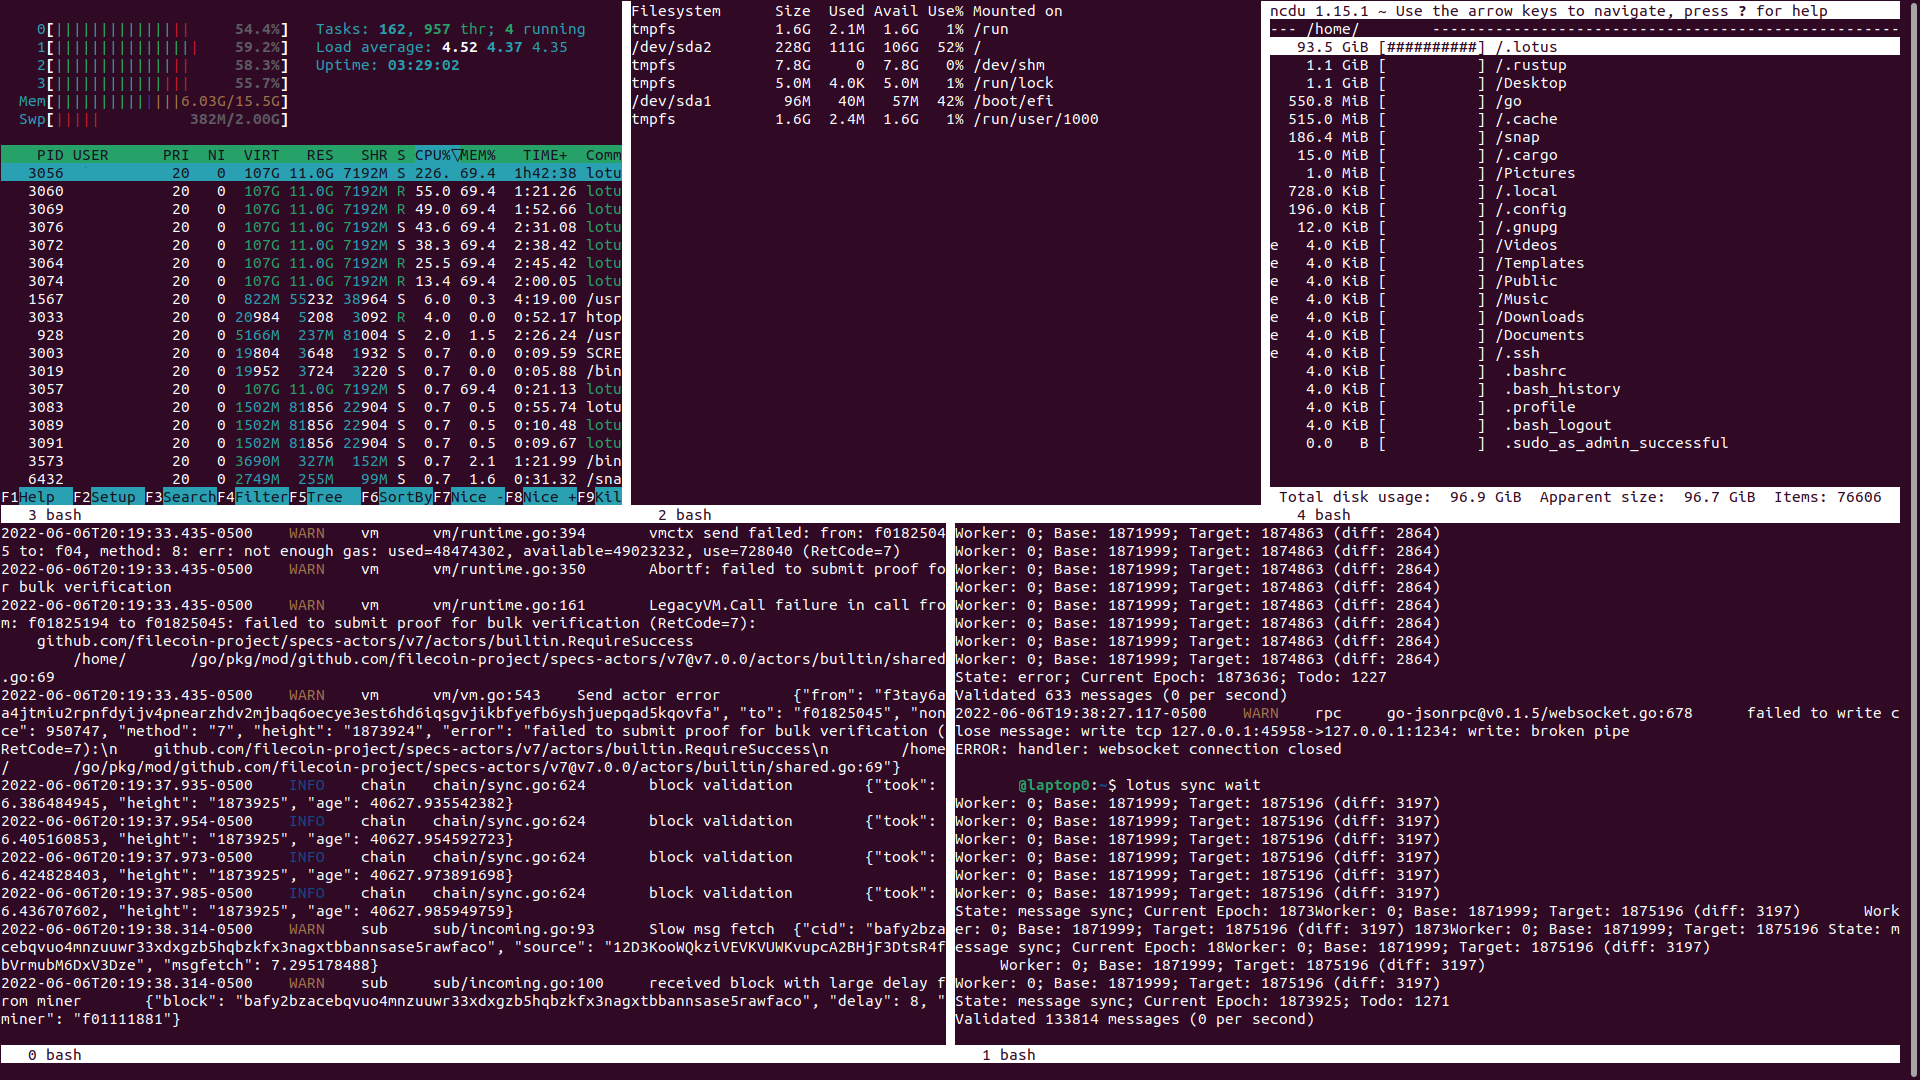 0[||||||||||||||| 54.4%] Tasks: 162, 957 thr; 4 running
1[|||||||||||||||| 59.2%] Load average: 4.52 4.37 4.35
2[||||||||||||||| 58.3%] Uptime: 03:29:02
3[||||||||||||||| 55.7%]
Mem[||||||||||||||6.03G/15.5G]
Swp[||||| 382M/2.00G]
PID USER PRI NI VIRT RES SHR S CPU%▽MEM% TIME+ Comm
3056 20 0 107G 11.0G 7192M S 226. 69.4 1h42:38 lotu
3060 20 0 107G 11.0G 7192M R 55.0 69.4 1:21.26 lotu
3069 20 0 107G 11.0G 7192M R 49.0 69.4 1:52.66 lotu
3076 20 0 107G 11.0G 7192M S 43.6 69.4 2:31.08 lotu
3072 20 0 107G 11.0G 7192M S 38.3 69.4 2:38.42 lotu
3064 20 0 107G 11.0G 7192M R 25.5 69.4 2:45.42 lotu
3074 20 0 107G 11.0G 7192M R 13.4 69.4 2:00.05 lotu
1567 20 0 822M 55232 38964 S 6.0 0.3 4:19.00 /usr
3033 20 0 20984 5208 3092 R 4.0 0.0 0:52.17 htop
928 20 0 5166M 237M 81004 S 2.0 1.5 2:26.24 /usr
3003 20 0 19804 3648 1932 S 0.7 0.0 0:09.59 SCRE
3019 20 0 19952 3724 3220 S 0.7 0.0 0:05.88 /bin
3057 20 0 107G 11.0G 7192M S 0.7 69.4 0:21.13 lotu
3083 20 0 1502M 81856 22904 S 0.7 0.5 0:55.74 lotu
3089 20 0 1502M 81856 22904 S 0.7 0.5 0:10.48 lotu
3091 20 0 1502M 81856 22904 S 0.7 0.5 0:09.67 lotu
3573 20 0 3690M 327M 152M S 0.7 2.1 1:21.99 /bin
6432 20 0 2749M 255M 99M S 0.7 1.6 0:31.32 /sna
F1Help F2Setup F3SearchF4FilterF5Tree F6SortByF7Nice -F8Nice +F9Kil
3 bash
Filesystem Size Used Avail Use% Mounted on
tmpfs 1.6G 2.1M 1.6G 1% /run
/dev/sda2 228G 111G 106G 52% /
tmpfs 7.8G 0 7.8G 0% /dev/shm
tmpfs 5.0M 4.0K 5.0M 1% /run/lock
/dev/sda1 96M 40M 57M 42% /boot/efi
tmpfs 1.6G 2.4M 1.6G 1% /run/user/1000
2 bash
ncdu 1.15.1 ~ Use the arrow keys to navigate, press ? for help
--- /home/ ----------------------------------------------------
93.5 GiB [##########] /.lotus
1.1 GiB [ ] /.rustup
1.1 GiB [ ] /Desktop
550.8 MiB [ ] /go
515.0 MiB [ ] /.cache
186.4 MiB [ ] /snap
15.0 MiB [ ] /.cargo
1.0 MiB [ ] /Pictures
728.0 KiB [ ] /.local
196.0 KiB [ ] /.config
12.0 KiB [ ] /.gnupg
e 4.0 KiB [ ] /Videos
e 4.0 KiB [ ] /Templates
e 4.0 KiB [ ] /Public
e 4.0 KiB [ ] /Music
e 4.0 KiB [ ] /Downloads
e 4.0 KiB [ ] /Documents
e 4.0 KiB [ ] /.ssh
4.0 KiB [ ] .bashrc
4.0 KiB [ ] .bash_history
4.0 KiB [ ] .profile
4.0 KiB [ ] .bash_logout
0.0 B [ ] .sudo_as_admin_successful
Total disk usage: 96.9 GiB Apparent size: 96.7 GiB Items: 76606
4 bash
2022-06-06T20:19:33.435-0500 WARN vm vm/runtime.go:394 vmctx send failed: from: f0182504
5 to: f04, method: 8: err: not enough gas: used=48474302, available=49023232, use=728040 (RetCode=7)
2022-06-06T20:19:33.435-0500 WARN vm vm/runtime.go:350 Abortf: failed to submit proof fo
r bulk verification
2022-06-06T20:19:33.435-0500 WARN vm vm/runtime.go:161 LegacyVM.Call failure in call fro
m: f01825194 to f01825045: failed to submit proof for bulk verification (RetCode=7):
github.com/filecoin-project/specs-actors/v7/actors/builtin.RequireSuccess
/home/ /go/pkg/mod/github.com/filecoin-project/specs-actors/v7@v7.0.0/actors/builtin/shared
.go:69
2022-06-06T20:19:33.435-0500 WARN vm vm/vm.go:543 Send actor error {"from": "f3tay6a
a4jtmiu2rpnfdyijv4pnearzhdv2mjbaq6oecye3est6hd6iqsgvjikbfyefb6yshjuepqad5kqovfa", "to": "f01825045", "non
ce": 950747, "method": "7", "height": "1873924", "error": "failed to submit proof for bulk verification (
RetCode=7):\n github.com/filecoin-project/specs-actors/v7/actors/builtin.RequireSuccess\n /home
/ /go/pkg/mod/github.com/filecoin-project/specs-actors/v7@v7.0.0/actors/builtin/shared.go:69"}
2022-06-06T20:19:37.935-0500 INFO chain chain/sync.go:624 block validation {"took":
6.386484945, "height": "1873925", "age": 40627.935542382}
2022-06-06T20:19:37.954-0500 INFO chain chain/sync.go:624 block validation {"took":
6.405160853, "height": "1873925", "age": 40627.954592723}
2022-06-06T20:19:37.973-0500 INFO chain chain/sync.go:624 block validation {"took":
6.424828403, "height": "1873925", "age": 40627.973891698}
2022-06-06T20:19:37.985-0500 INFO chain chain/sync.go:624 block validation {"took":
6.436707602, "height": "1873925", "age": 40627.985949759}
2022-06-06T20:19:38.314-0500 WARN sub sub/incoming.go:93 Slow msg fetch {"cid": "bafy2bza
cebqvuo4mnzuuwr33xdxgzb5hqbzkfx3nagxtbbannsase5rawfaco", "source": "12D3KooWQkziVEVKVUWKvupcA2BHjF3DtsR4f
bVrmubM6DxV3Dze", "msgfetch": 7.295178488}
2022-06-06T20:19:38.314-0500 WARN sub sub/incoming.go:100 received block with large delay f
rom miner {"block": "bafy2bzacebqvuo4mnzuuwr33xdxgzb5hqbzkfx3nagxtbbannsase5rawfaco", "delay": 8, "
miner": "f01111881"}
0 bash
Worker: 0; Base: 1871999; Target: 1874863 (diff: 2864)
Worker: 0; Base: 1871999; Target: 1874863 (diff: 2864)
Worker: 0; Base: 1871999; Target: 1874863 (diff: 2864)
Worker: 0; Base: 1871999; Target: 1874863 (diff: 2864)
Worker: 0; Base: 1871999; Target: 1874863 (diff: 2864)
Worker: 0; Base: 1871999; Target: 1874863 (diff: 2864)
Worker: 0; Base: 1871999; Target: 1874863 (diff: 2864)
Worker: 0; Base: 1871999; Target: 1874863 (diff: 2864)
State: error; Current Epoch: 1873636; Todo: 1227
Validated 633 messages (0 per second)
2022-06-06T19:38:27.117-0500 WARN rpc go-jsonrpc@v0.1.5/websocket.go:678 failed to write c
lose message: write tcp 127.0.0.1:45958->127.0.0.1:1234: write: broken pipe
ERROR: handler: websocket connection closed
@laptop0:~$ lotus sync wait
Worker: 0; Base: 1871999; Target: 1875196 (diff: 3197)
Worker: 0; Base: 1871999; Target: 1875196 (diff: 3197)
Worker: 0; Base: 1871999; Target: 1875196 (diff: 3197)
Worker: 0; Base: 1871999; Target: 1875196 (diff: 3197)
Worker: 0; Base: 1871999; Target: 1875196 (diff: 3197)
Worker: 0; Base: 1871999; Target: 1875196 (diff: 3197)
State: message sync; Current Epoch: 1873Worker: 0; Base: 1871999; Target: 1875196 (diff: 3197) Work
er: 0; Base: 1871999; Target: 1875196 (diff: 3197) 1873Worker: 0; Base: 1871999; Target: 1875196 State: m
essage sync; Current Epoch: 18Worker: 0; Base: 1871999; Target: 1875196 (diff: 3197)
Worker: 0; Base: 1871999; Target: 1875196 (diff: 3197)
Worker: 0; Base: 1871999; Target: 1875196 (diff: 3197)
State: message sync; Current Epoch: 1873925; Todo: 1271
Validated 133814 messages (0 per second)
1 bash